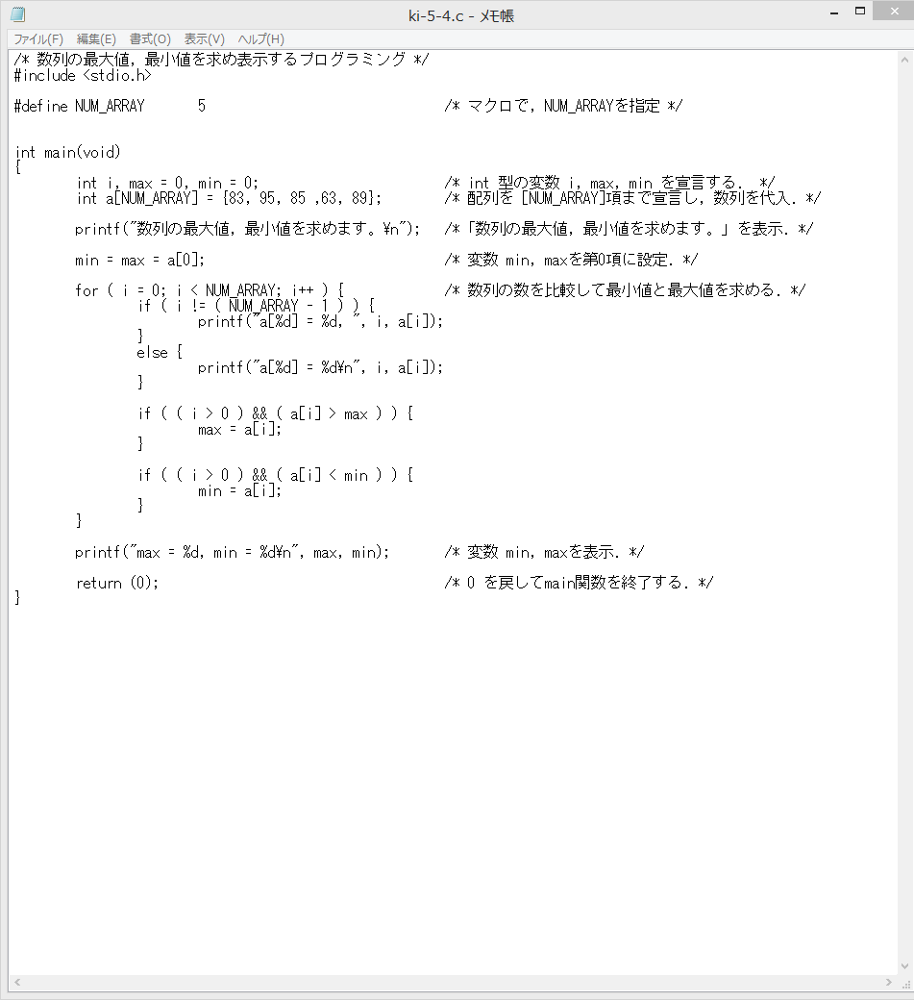 ki-5-4.c - メモ帳
ファイル(F) 編集(E) 書式(O) 表示(V) ヘルプ(H)
/* 数列の最大値，最小値を求め表示するプログラミング */
#include <stdio.h>
#define NUM_ARRAY 5 /* マクロで，NUM_ARRAYを指定 */
int main(void)
{
int i, max = 0, min = 0; /* int 型の変数 i, max, min を宣言する． */
int a[NUM_ARRAY] = {83, 95, 85 ,63, 89}; /* 配列を [NUM_ARRAY]項まで宣言し，数列を代入．*/
printf("数列の最大値，最小値を求めます。¥n"); /*「数列の最大値，最小値を求めます。」を表示．*/
min = max = a[0]; /* 変数 min, maxを第0項に設定．*/
for ( i = 0; i < NUM_ARRAY; i++ ) { /* 数列の数を比較して最小値と最大値を求める．*/
if ( i != ( NUM_ARRAY - 1 ) ) {
printf("a[%d] = %d, ", i, a[i]);
}
else {
printf("a[%d] = %d¥n", i, a[i]);
}
if ( ( i > 0 ) && ( a[i] > max ) ) {
max = a[i];
}
if ( ( i > 0 ) && ( a[i] < min ) ) {
min = a[i];
}
}
printf("max = %d, min = %d¥n", max, min); /* 変数 min, maxを表示．*/
return (0); /* 0 を戻してmain関数を終了する．*/
}